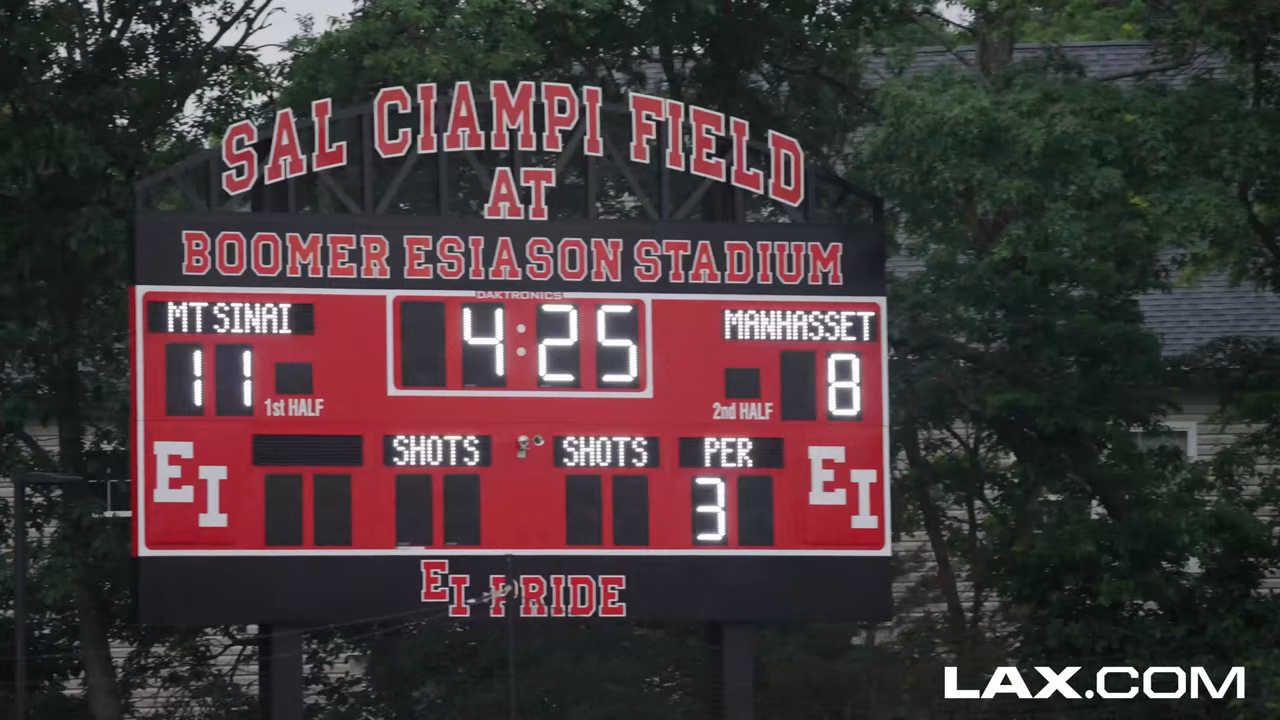 SAL CIAMPI FIELD
AT
BOOMER ESIASON STADIUM
DAKTRONICS
MT SINAI 4:25 MANHASSET
11 8
1st HALF 2nd HALF
SHOTS SHOTS PER
EI 3 EI
EI PRIDE
LAX.COM